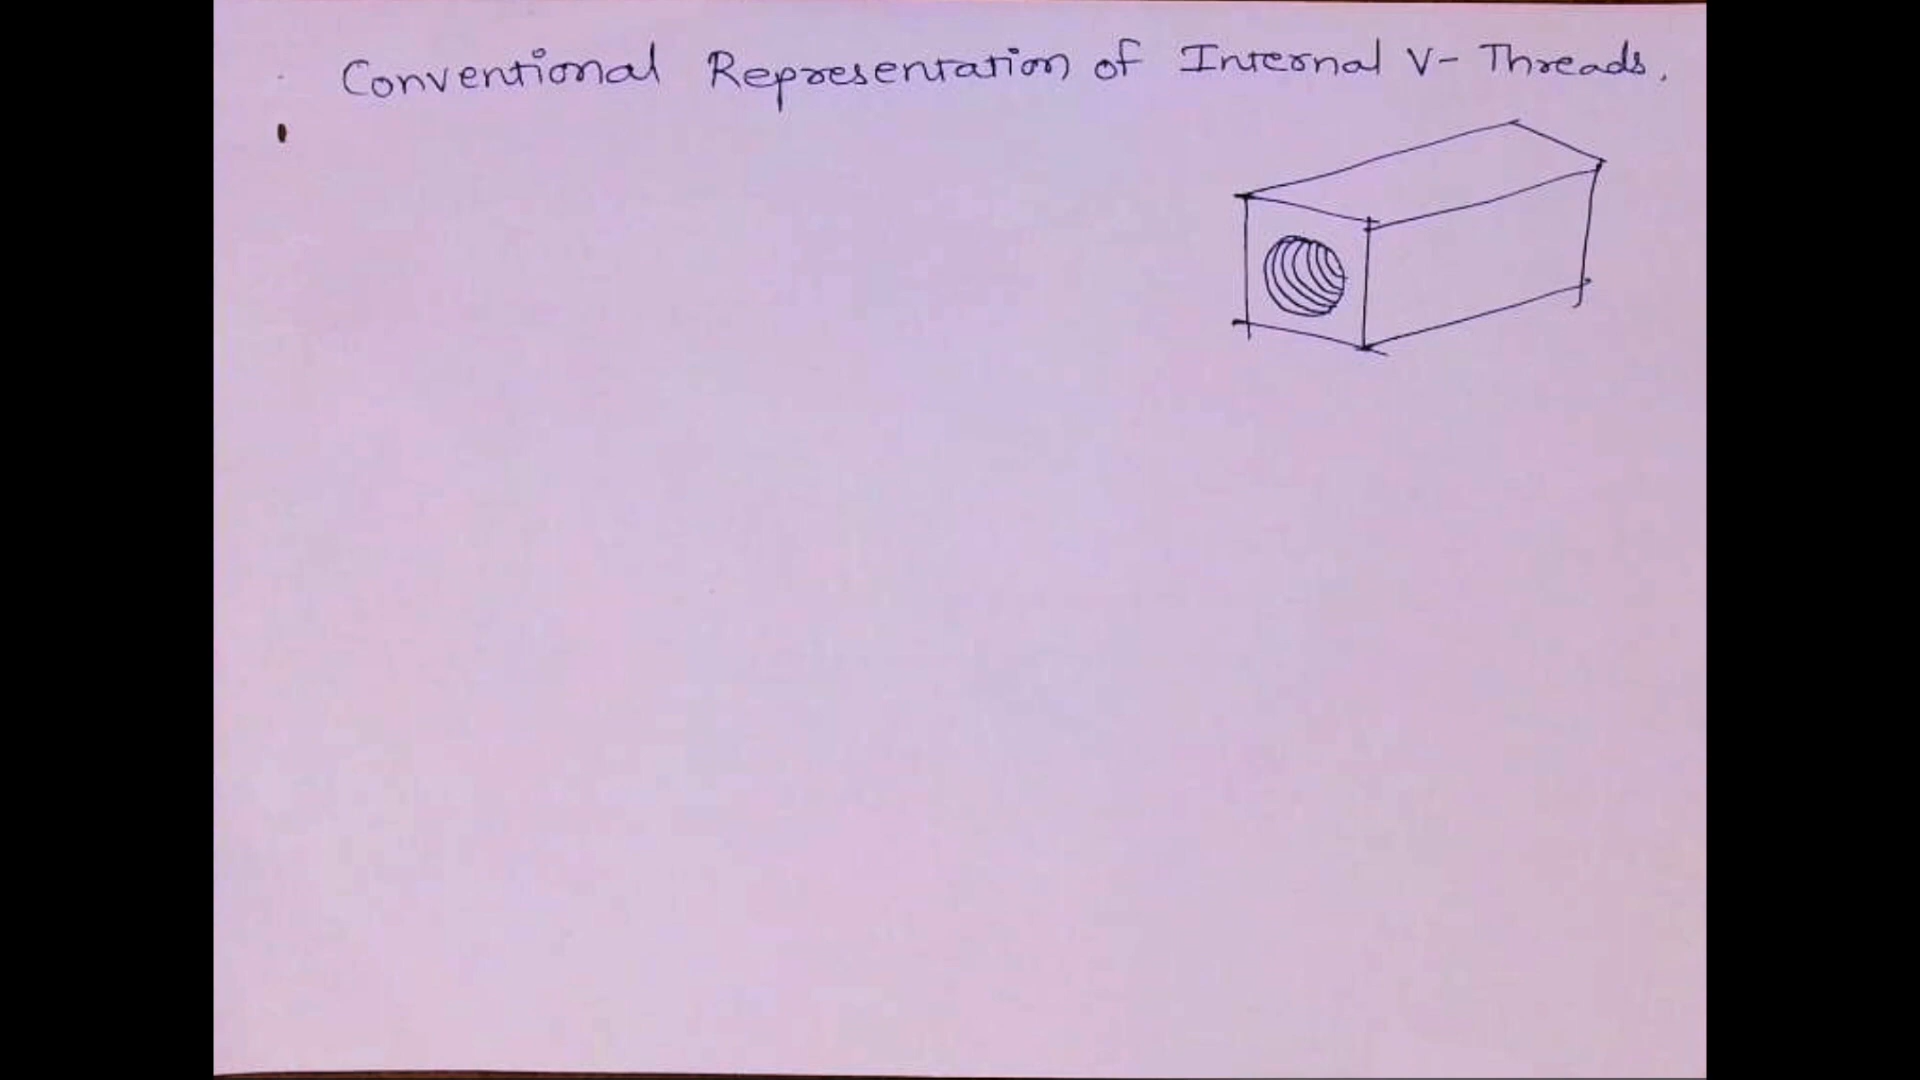 Conventional Representation of Internal V- Threads.